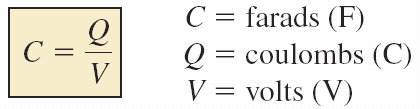 C = Q/V
C = farads (F)
Q = coulombs (C)
V = volts (V)